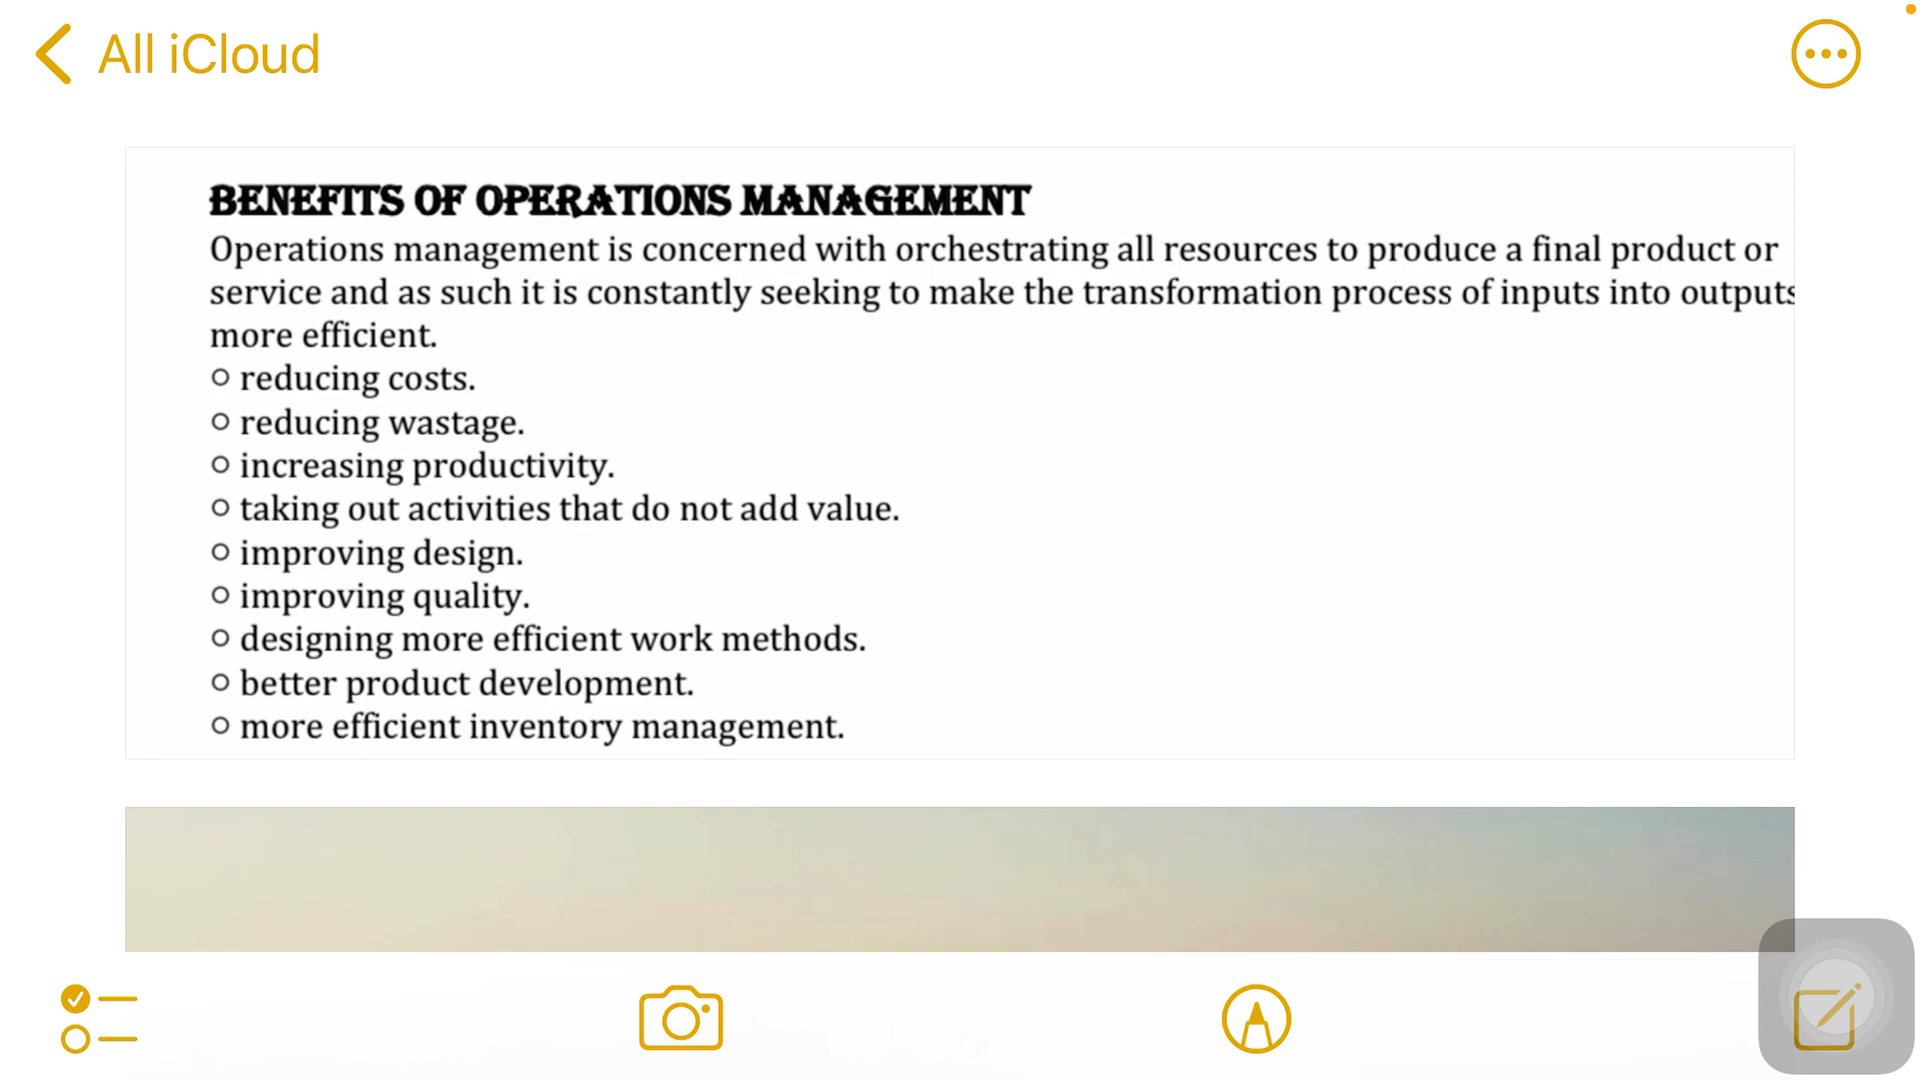 All iCloud
BENEFITS OF OPERATIONS MANAGEMENT
Operations management is concerned with orchestrating all resources to produce a final product or
service and as such it is constantly seeking to make the transformation process of inputs into outputs
more efficient.
reducing costs.
reducing wastage.
increasing productivity.
taking out activities that do not add value.
improving design.
improving quality.
designing more efficient work methods.
better product development.
more efficient inventory management.